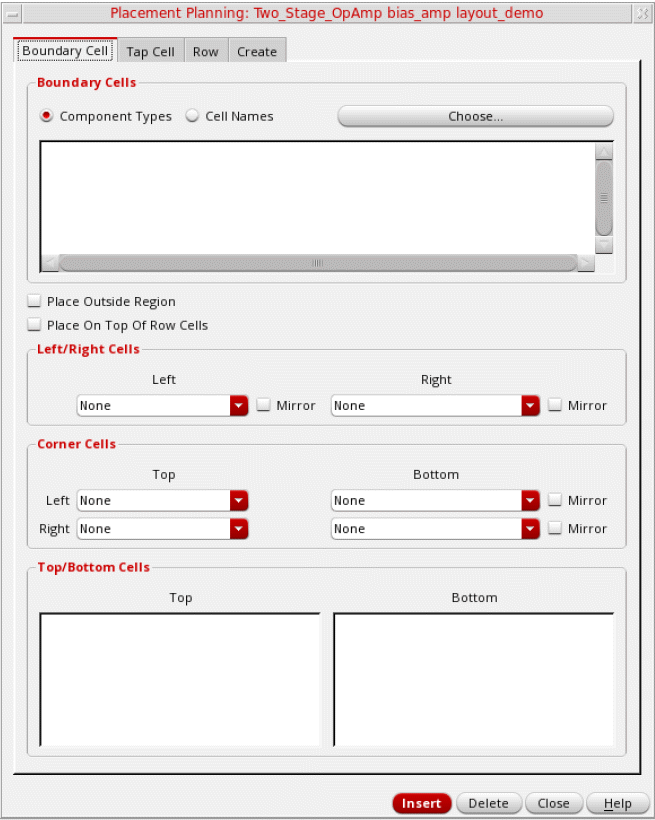 Placement Planning: Two_Stage_OpAmp bias_amp layout_demo
Boundary Cell Tap Cell Row Create
Boundary Cells
Component Types Cell Names Choose...
Place Outside Region
Place On Top Of Row Cells
Left/Right Cells
Left Right
None Mirror None Mirror
Corner Cells
Top Bottom
Left None None Mirror
Right None None Mirror
Top/Bottom Cells
Top Bottom
Insert Delete Close Help